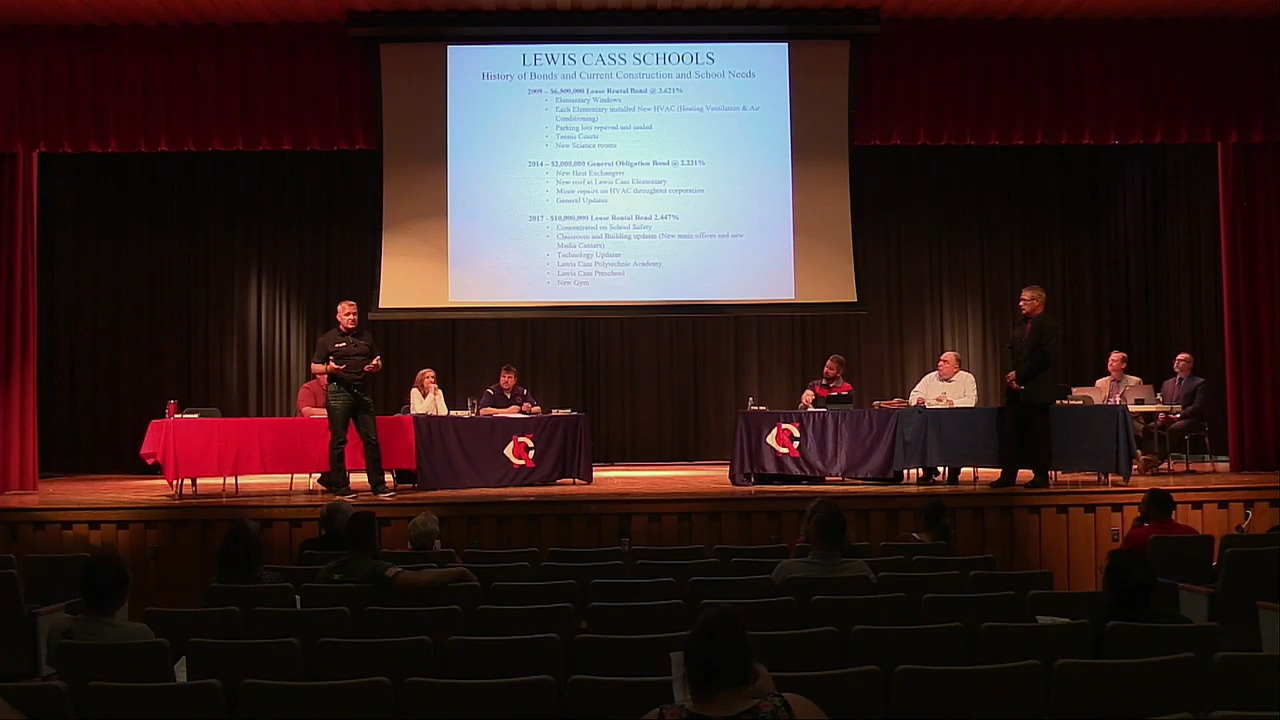 LEWIS CASS SCHOOLS
History of Bonds and Current Construction and School Needs
2009 – $6,900,000 Lease Rental Bond @ 3.621%
• Elementary Windows
• Each Elementary installed New HVAC (Heating Ventilation & Air
Conditioning)
• Parking lots repaved and sealed
• Tennis Courts
• New Science rooms
2014 – $2,000,000 General Obligation Bond @ 2.231%
• New Heat Exchangers
• New roof at Lewis Cass Elementary
• Minor repairs on HVAC throughout corporation
• General Updates
2017 - $10,000,000 Lease Rental Bond 2.447%
• Concentrated on School Safety
• Classroom and Building updates (New main offices and new
Media Centers)
• Technology Updates
• Lewis Cass Polytechnic Academy
• Lewis Cass Preschool
• New Gym